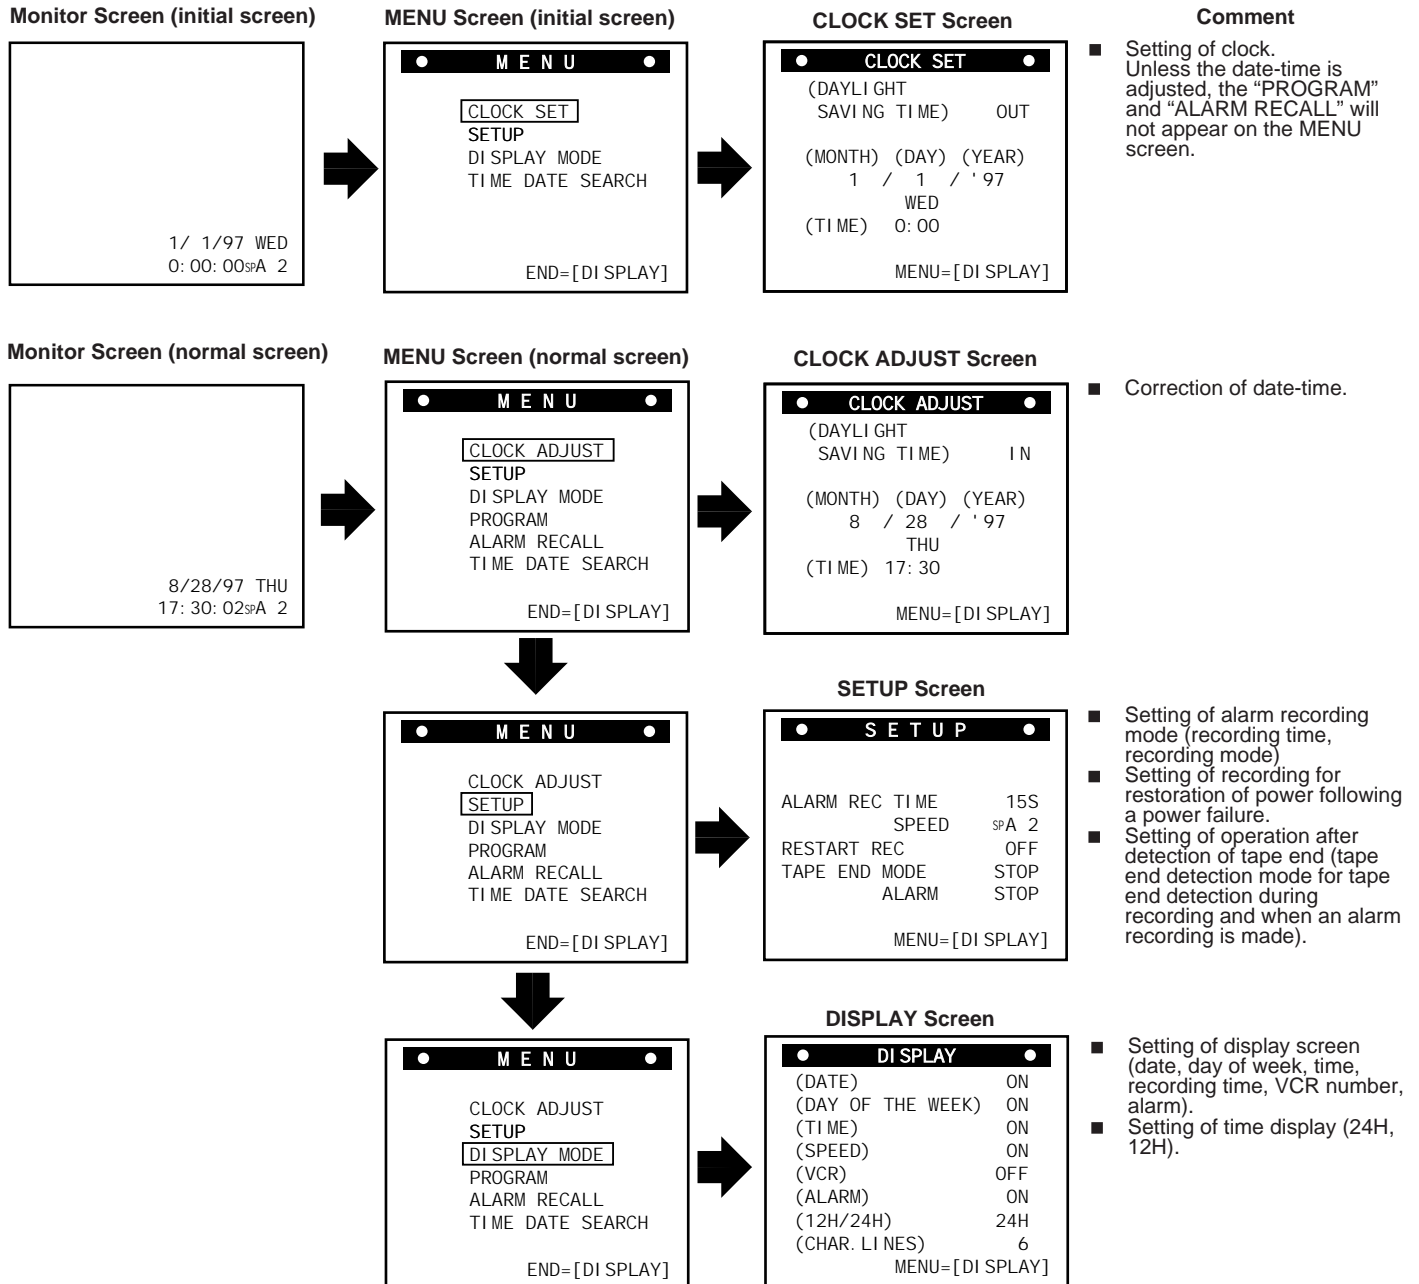 Monitor Screen (initial screen)
1/ 1/97 WED
0:00:00SPA 2
MENU Screen (initial screen)
● M E N U ●
CLOCK SET
SETUP
DISPLAY MODE
TIME DATE SEARCH
END=[DISPLAY]
CLOCK SET Screen
● CLOCK SET ●
(DAYLIGHT
SAVING TIME) OUT
(MONTH) (DAY) (YEAR)
1 / 1 / '97
WED
(TIME) 0:00
MENU=[DISPLAY]
Comment
■ Setting of clock.
Unless the date-time is
adjusted, the “PROGRAM”
and “ALARM RECALL” will
not appear on the MENU
screen.
Monitor Screen (normal screen)
8/28/97 THU
17:30:02SPA 2
MENU Screen (normal screen)
● M E N U ●
CLOCK ADJUST
SETUP
DISPLAY MODE
PROGRAM
ALARM RECALL
TIME DATE SEARCH
END=[DISPLAY]
CLOCK ADJUST Screen
● CLOCK ADJUST ●
(DAYLIGHT
SAVING TIME) IN
(MONTH) (DAY) (YEAR)
8 / 28 / '97
THU
(TIME) 17:30
MENU=[DISPLAY]
■ Correction of date-time.
● M E N U ●
CLOCK ADJUST
SETUP
DISPLAY MODE
PROGRAM
ALARM RECALL
TIME DATE SEARCH
END=[DISPLAY]
SETUP Screen
● S E T U P ●
ALARM REC TIME 15S
SPEED SPA 2
RESTART REC OFF
TAPE END MODE STOP
ALARM STOP
MENU=[DISPLAY]
■ Setting of alarm recording
mode (recording time,
recording mode)
■ Setting of recording for
restoration of power following
a power failure.
■ Setting of operation after
detection of tape end (tape
end detection mode for tape
end detection during
recording and when an alarm
recording is made).
● M E N U ●
CLOCK ADJUST
SETUP
DISPLAY MODE
PROGRAM
ALARM RECALL
TIME DATE SEARCH
END=[DISPLAY]
DISPLAY Screen
● DISPLAY ●
(DATE) ON
(DAY OF THE WEEK) ON
(TIME) ON
(SPEED) ON
(VCR) OFF
(ALARM) ON
(12H/24H) 24H
(CHAR.LINES) 6
MENU=[DISPLAY]
■ Setting of display screen
(date, day of week, time,
recording time, VCR number,
alarm).
■ Setting of time display (24H,
12H).